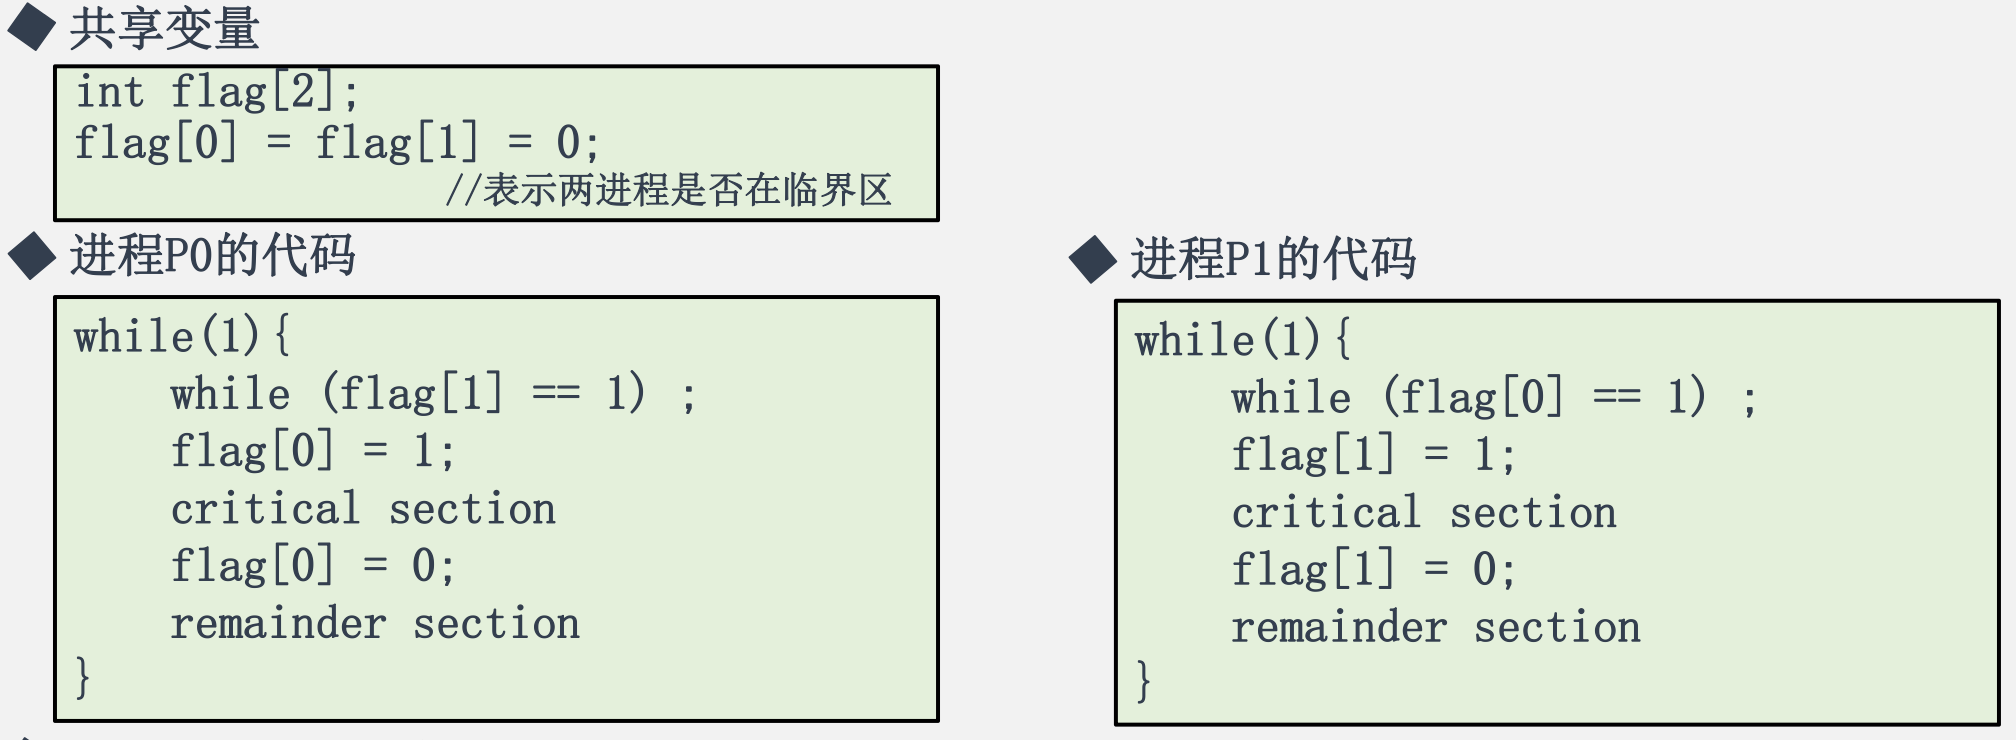 共享变量
int flag[2];
flag[0] = flag[1] = 0;
//表示两进程是否在临界区
进程P0的代码
while(1){
while (flag[1] == 1) ;
flag[0] = 1;
critical section
flag[0] = 0;
remainder section
}
进程P1的代码
while(1){
while (flag[0] == 1) ;
flag[1] = 1;
critical section
flag[1] = 0;
remainder section
}